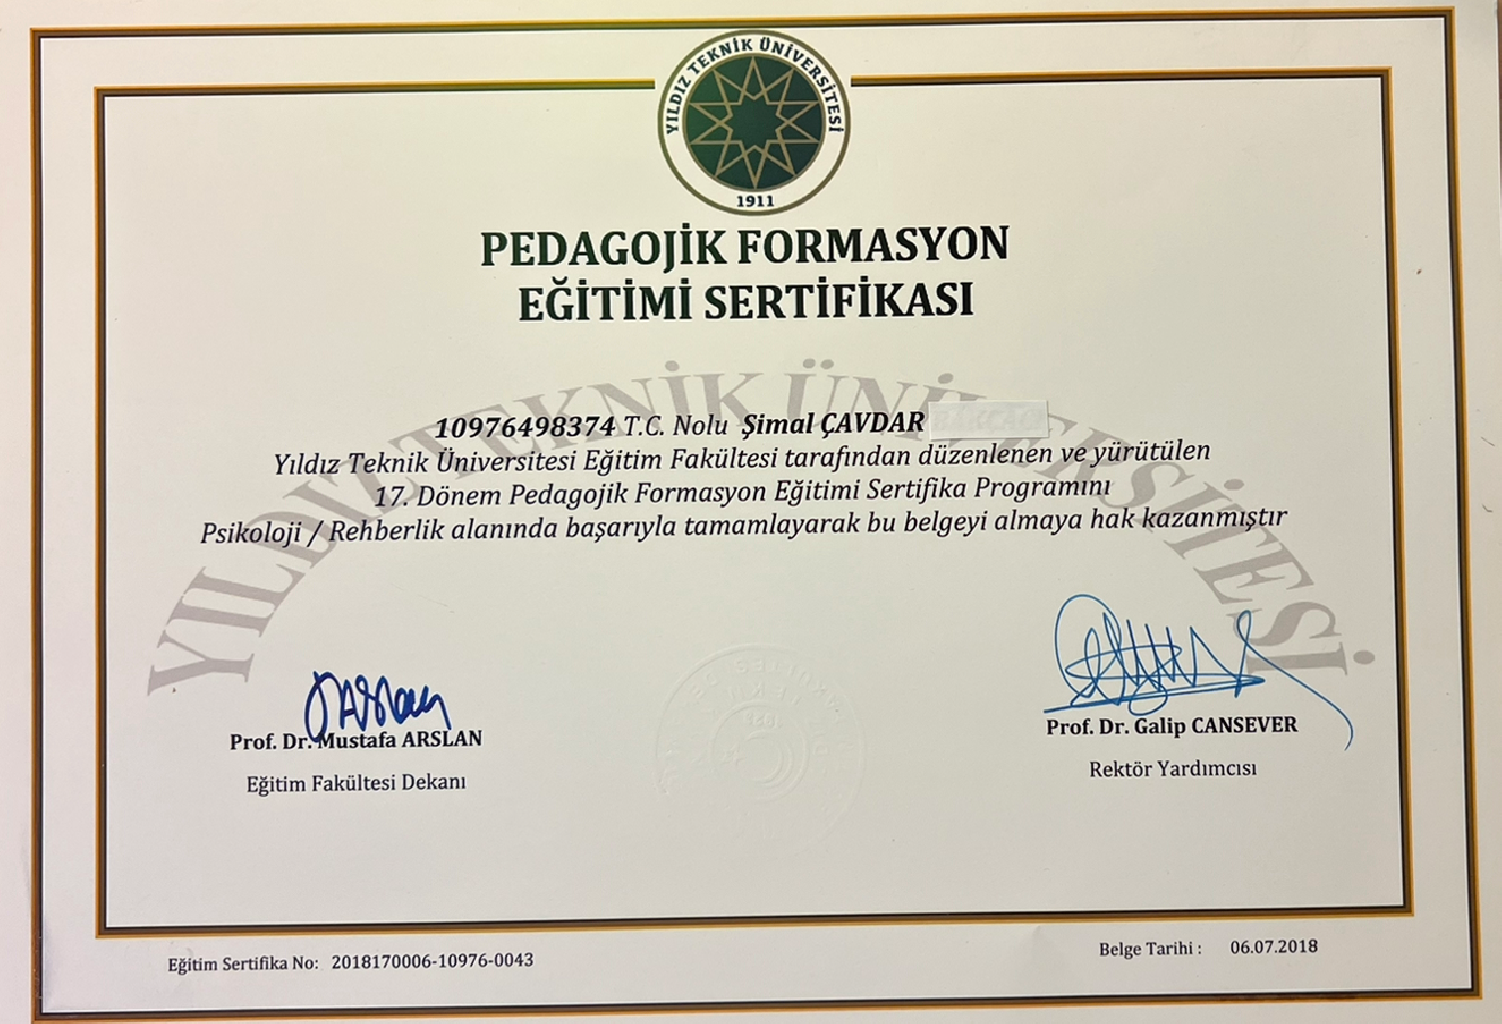 YILDIZ TEKNİK ÜNİVERSİTESİ
1911
PEDAGOJİK FORMASYON
EĞİTİMİ SERTİFİKASI
YILDIZ TEKNİK ÜNİVERSİTESİ
10976498374 T.C. Nolu Şimal ÇAVDAR
Yıldız Teknik Üniversitesi Eğitim Fakültesi tarafından düzenlenen ve yürütülen
17. Dönem Pedagojik Formasyon Eğitimi Sertifika Programını
Psikoloji / Rehberlik alanında başarıyla tamamlayarak bu belgeyi almaya hak kazanmıştır
Prof. Dr. Mustafa ARSLAN
Eğitim Fakültesi Dekanı
Prof. Dr. Galip CANSEVER
Rektör Yardımcısı
Eğitim Sertifika No: 2018170006-10976-0043
Belge Tarihi : 06.07.2018